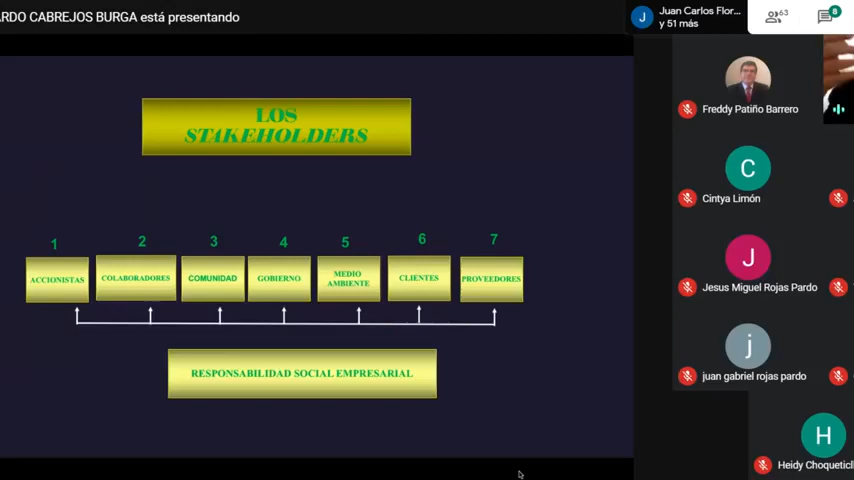 ARDO CABREJOS BURGA está presentando
Juan Carlos Flor...
y 51 más
63
8
LOS
STAKEHOLDERS
1
2
3
4
5
6
7
ACCIONISTAS
COLABORADORES
COMUNIDAD
GOBIERNO
MEDIO
AMBIENTE
CLIENTES
PROVEEDORES
RESPONSABILIDAD SOCIAL EMPRESARIAL
Freddy Patiño Barrero
C
Cintya Limón
J
J
Jesus Miguel Rojas Pardo
j
juan gabriel rojas pardo
H
Heidy Choqueticl